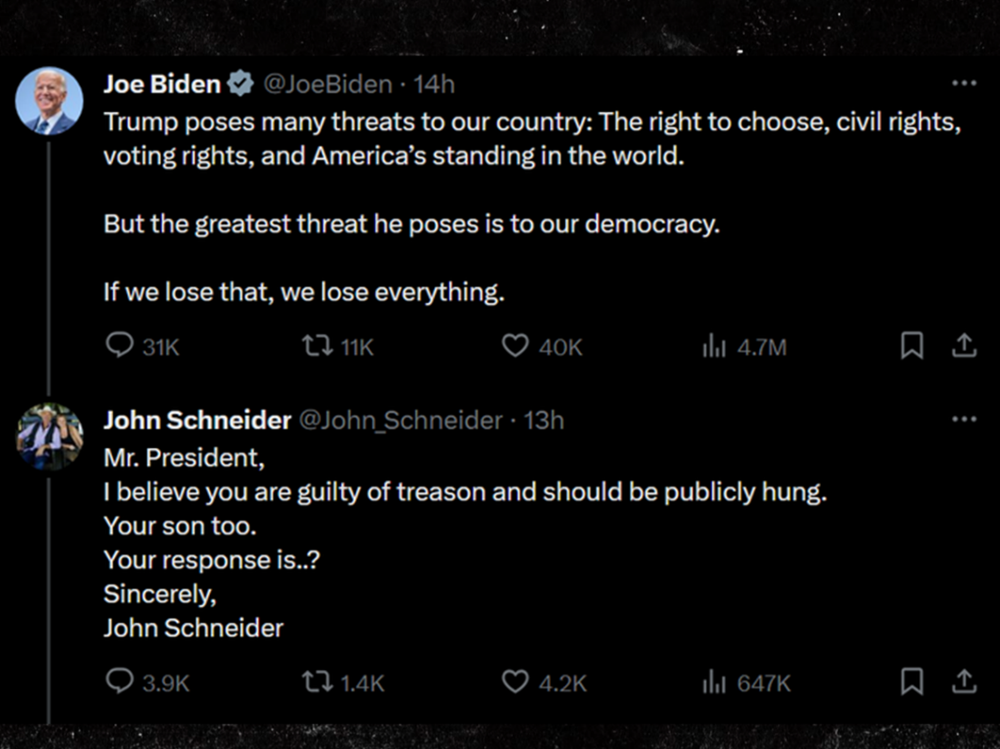 Joe Biden @JoeBiden · 14h
Trump poses many threats to our country: The right to choose, civil rights,
voting rights, and America’s standing in the world.
But the greatest threat he poses is to our democracy.
If we lose that, we lose everything.
31K 11K 40K 4.7M
John Schneider @John_Schneider · 13h
Mr. President,
I believe you are guilty of treason and should be publicly hung.
Your son too.
Your response is..?
Sincerely,
John Schneider
3.9K 1.4K 4.2K 647K